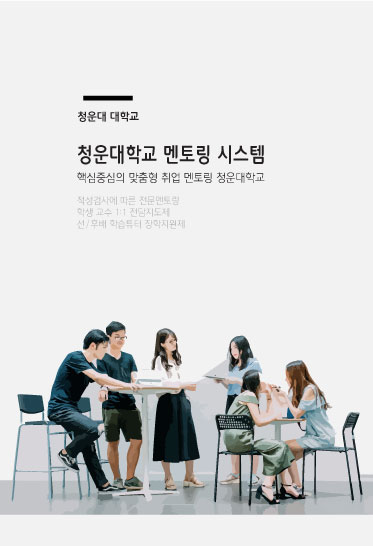 청운대 대학교
청운대학교 멘토링 시스템
핵심중심의 맞춤형 취업 멘토링 청운대학교
적성검사에 따른 전문멘토링
학생 교수 1:1 전담지도제
선/후배 학습튜터 장학지원제